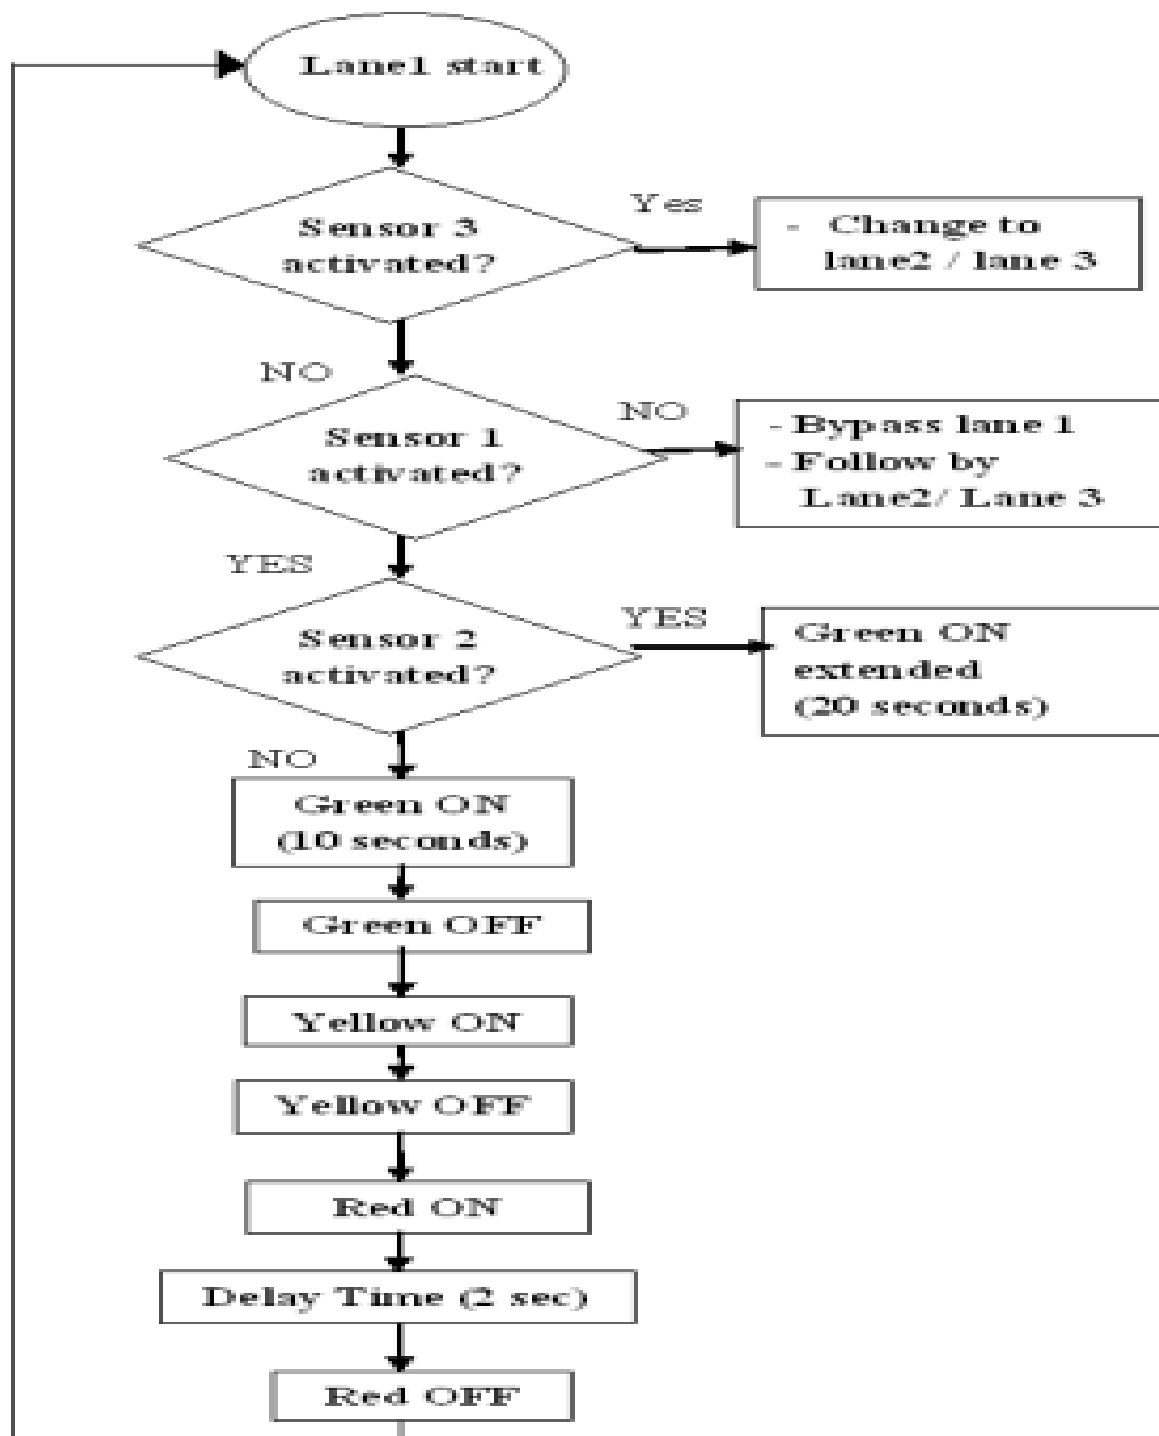 Lane1 start
Sensor 3
activated?
Yes
- Change to
lane2 / lane 3
NO
Sensor 1
activated?
NO
- Bypass lane 1
- Follow by
Lane2/ Lane 3
YES
Sensor 2
activated?
YES
Green ON
extended
(20 seconds)
NO
Green ON
(10 seconds)
Green OFF
Yellow ON
Yellow OFF
Red ON
Delay Time (2 sec)
Red OFF